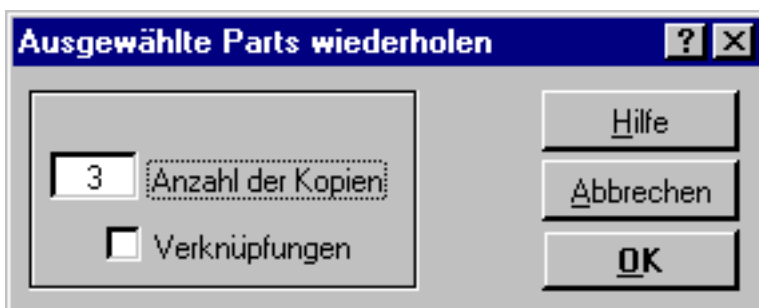 Ausgewählte Parts wiederholen
3 Anzahl der Kopien
Verknüpfungen
Hilfe
Abbrechen
OK